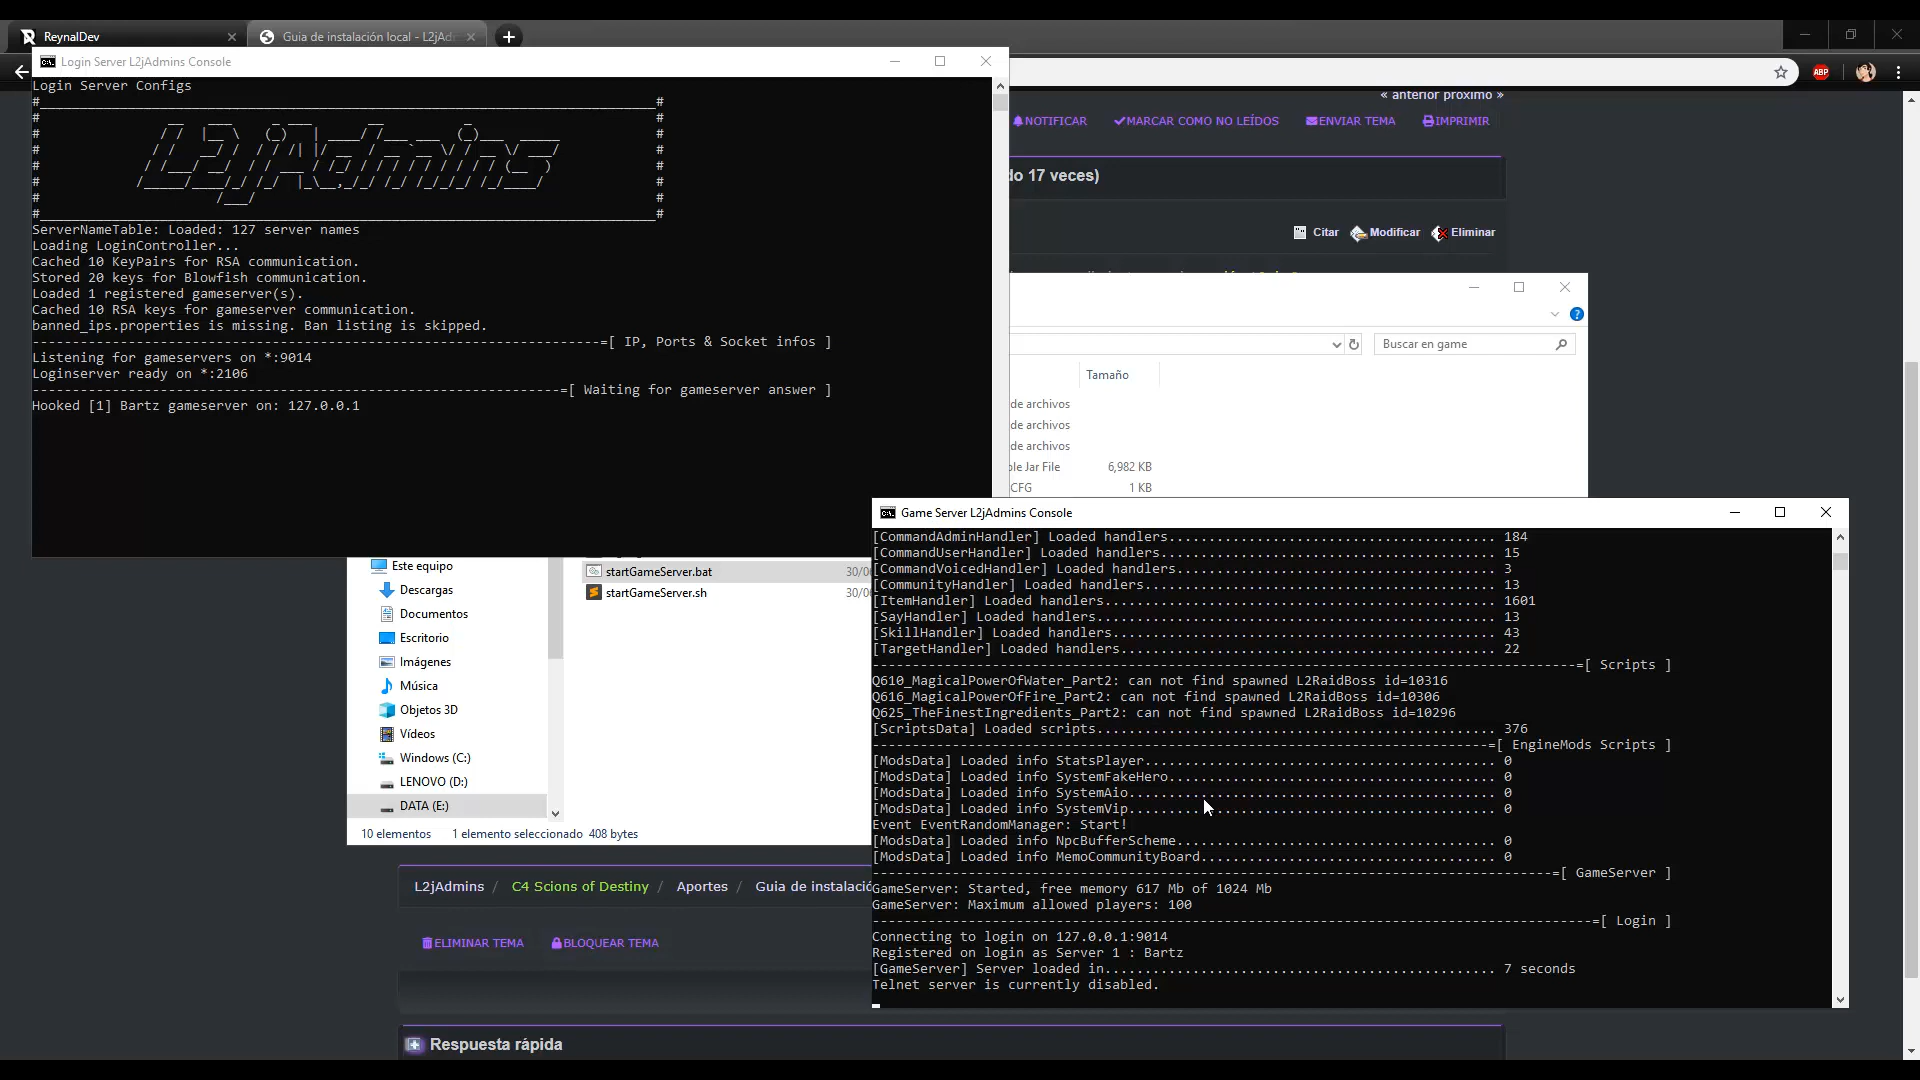 ReynalDev
Guia de instalación local - L2jAd
Login Server L2jAdmins Console
Login Server Configs
L2jAdmins
ServerNameTable: Loaded: 127 server names
Loading LoginController...
Cached 10 KeyPairs for RSA communication.
Stored 20 keys for Blowfish communication.
Loaded 1 registered gameserver(s).
Cached 10 RSA keys for gameserver communication.
banned_ips.properties is missing. Ban listing is skipped.
-----------------------------------------------------------------------=[ IP, Ports & Socket infos ]
Listening for gameservers on *:9014
Loginserver ready on *:2106
------------------------------------------------------------------=[ Waiting for gameserver answer ]
Hooked [1] Bartz gameserver on: 127.0.0.1
ABP
« anterior próximo »
NOTIFICAR
MARCAR COMO NO LEÍDOS
ENVIAR TEMA
IMPRIMIR
do 17 veces)
Citar
Modificar
Eliminar
Buscar en game
Tamaño
de archivos
de archivos
de archivos
ble Jar File 6,982 KB
CFG 1 KB
Este equipo
Descargas
Documentos
Escritorio
Imágenes
Música
Objetos 3D
Vídeos
Windows (C:)
LENOVO (D:)
DATA (E:)
startGameServer.bat 30/0
startGameServer.sh 30/0
10 elementos 1 elemento seleccionado 408 bytes
Game Server L2jAdmins Console
[CommandAdminHandler] Loaded handlers......................................... 184
[CommandUserHandler] Loaded handlers.......................................... 15
[CommandVoicedHandler] Loaded handlers........................................ 3
[CommunityHandler] Loaded handlers............................................ 13
[ItemHandler] Loaded handlers................................................. 1601
[SayHandler] Loaded handlers.................................................. 13
[SkillHandler] Loaded handlers................................................ 43
[TargetHandler] Loaded handlers............................................... 22
----------------------------------------------------------------------------------------=[ Scripts ]
Q610_MagicalPowerOfWater_Part2: can not find spawned L2RaidBoss id=10316
Q616_MagicalPowerOfFire_Part2: can not find spawned L2RaidBoss id=10306
Q625_TheFinestIngredients_Part2: can not find spawned L2RaidBoss id=10296
[ScriptsData] Loaded scripts.................................................. 376
-----------------------------------------------------------------------------=[ EngineMods Scripts ]
[ModsData] Loaded info StatsPlayer............................................ 0
[ModsData] Loaded info SystemFakeHero......................................... 0
[ModsData] Loaded info SystemAio.............................................. 0
[ModsData] Loaded info SystemVip.............................................. 0
Event EventRandomManager: Start!
[ModsData] Loaded info NpcBufferScheme........................................ 0
[ModsData] Loaded info MemoCommunityBoard..................................... 0
-------------------------------------------------------------------------------------=[ GameServer ]
GameServer: Started, free memory 617 Mb of 1024 Mb
GameServer: Maximum allowed players: 100
------------------------------------------------------------------------------------------=[ Login ]
Connecting to login on 127.0.0.1:9014
Registered on login as Server 1 : Bartz
[GameServer] Server loaded in................................................. 7 seconds
Telnet server is currently disabled.
L2jAdmins / C4 Scions of Destiny / Aportes / Guia de instalació
ELIMINAR TEMA
BLOQUEAR TEMA
Respuesta rápida